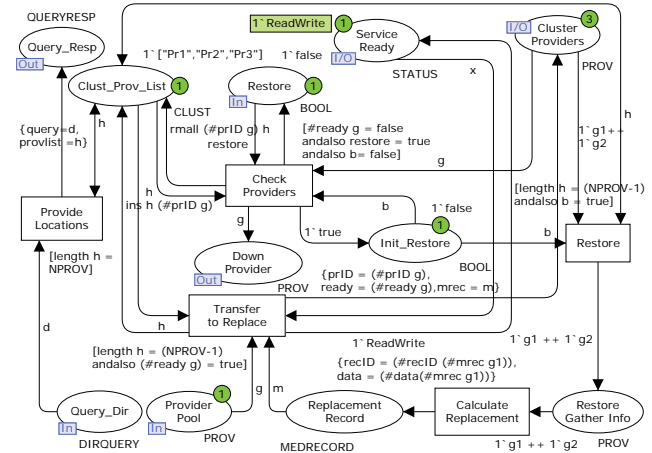 QUERYRESP
Query_Resp
Out
1`["Pr1","Pr2","Pr3"]
Clust_Prov_List
1
CLUST
1`false
Restore
1
In
BOOL
1`ReadWrite
1
Service
Ready
I/O
STATUS
x
Cluster
Providers
3
I/O
PROV
h
1`g1++
1`g2
{query=d,
provlist =h}
h
rmall (#prID g) h
restore
[#ready g = false
andalso restore = true
andalso b= false]
g
Check
Providers
h
ins h (#prID g)
[length h = (NPROV-1)
andalso b = true]
Provide
Locations
[length h =
NPROV]
g
1`true
b
1`false
1
Init_Restore
BOOL
b
Restore
Down
Provider
Out
PROV
{prID = (#prID g),
ready = (#ready g),mrec = m}
Transfer
to Replace
h
d
1`ReadWrite
1`g1 ++ 1`g2
[length h = (NPROV-1)
andalso (#ready g) = true]
{recID = (#recID (#mrec g1)),
data = (#data(#mrec g1))}
g
m
Query_Dir
In
DIRQUERY
Provider
Pool
1
In
PROV
Replacement
Record
MEDRECORD
Calculate
Replacement
1`g1 ++ 1`g2
Restore
Gather Info
PROV